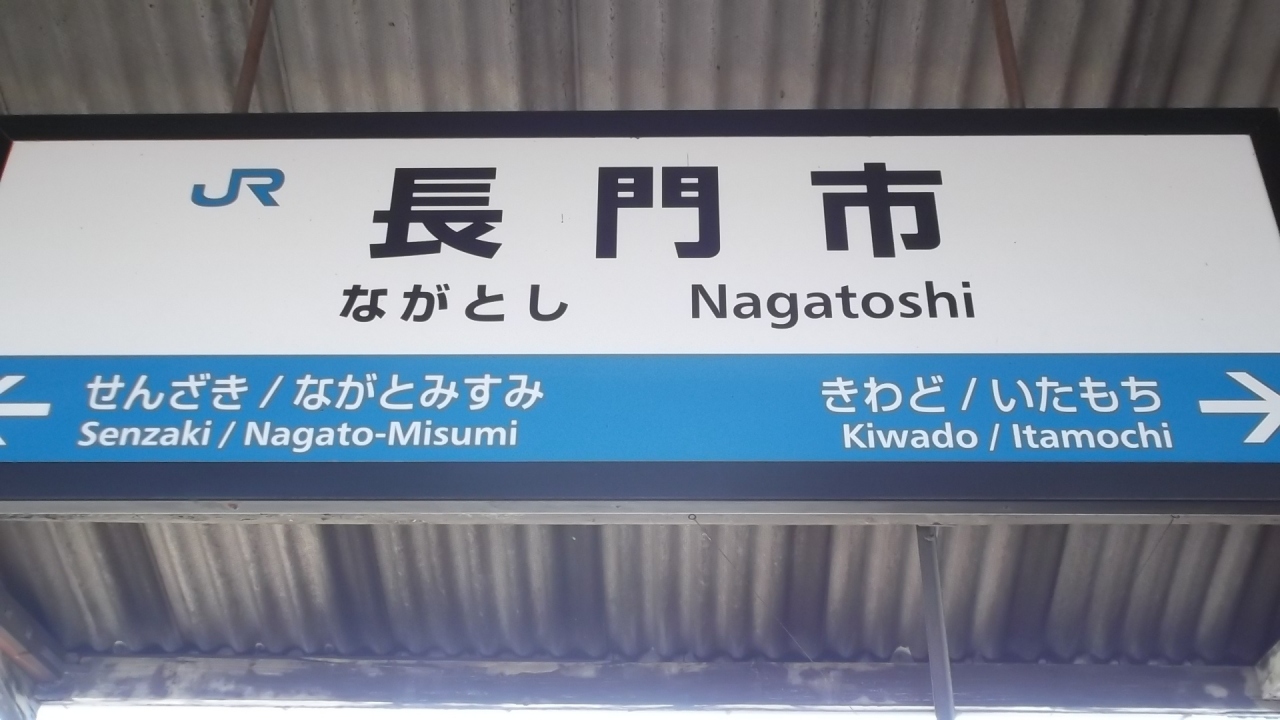 JR
長門市
ながとし Nagatoshi
せんざき / ながとみすみ
Senzaki / Nagato-Misumi
きわど / いたもち
Kiwado / Itamochi